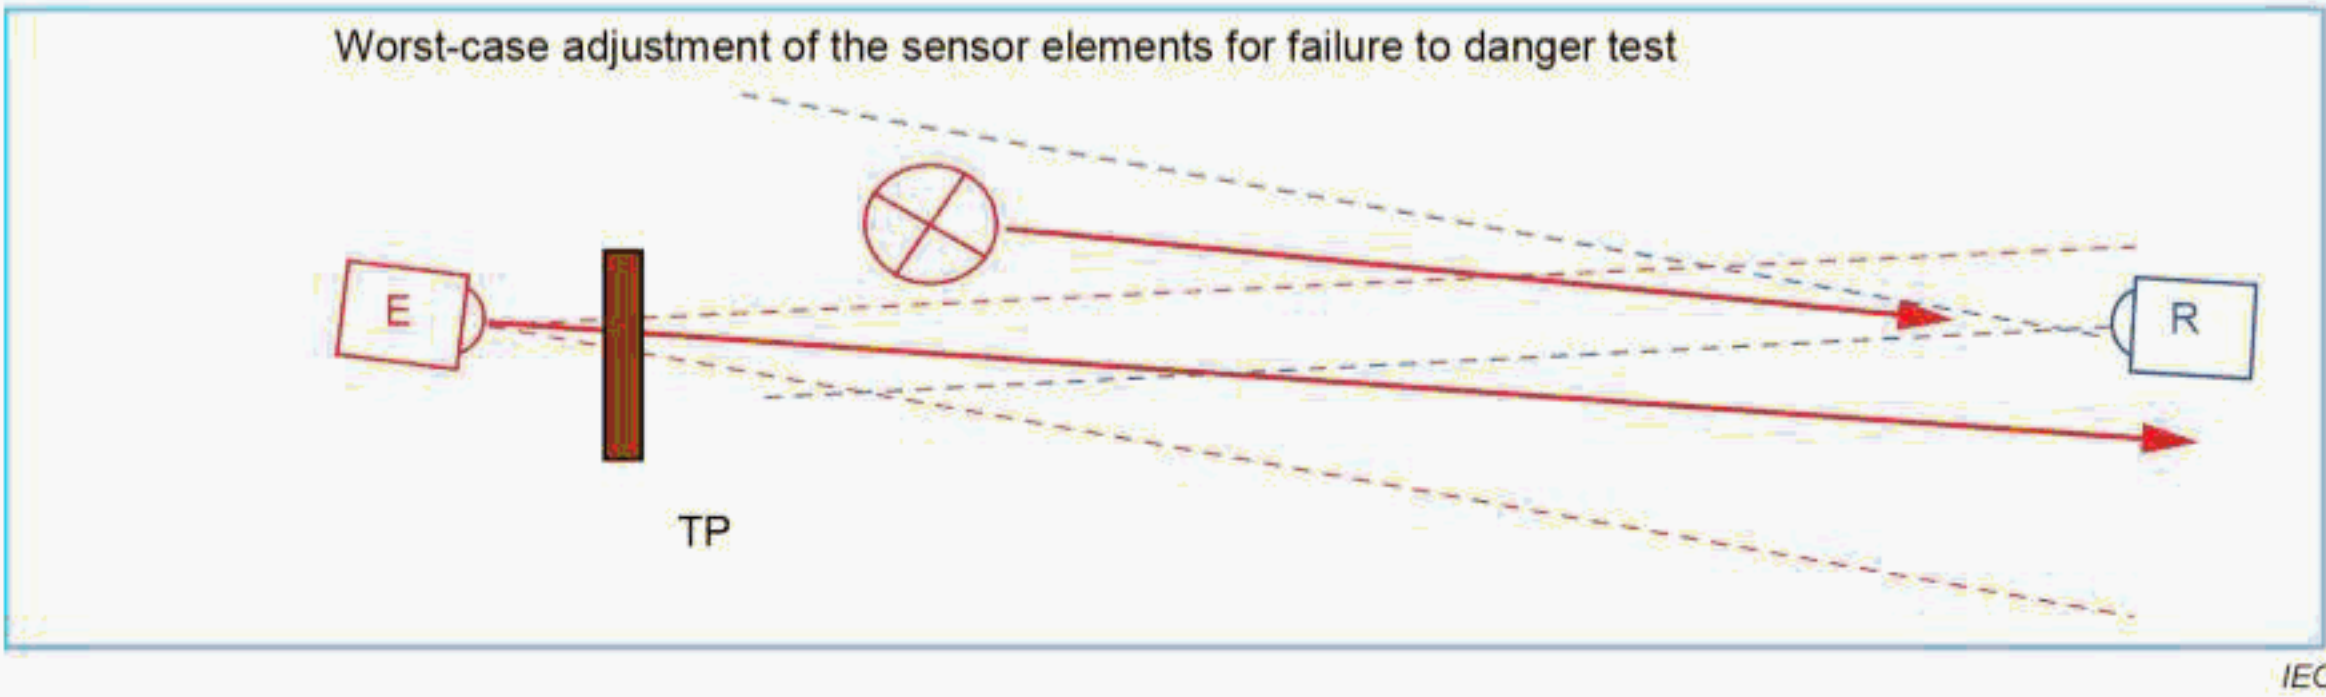 Worst-case adjustment of the sensor elements for failure to danger test
E
R
TP
IEC